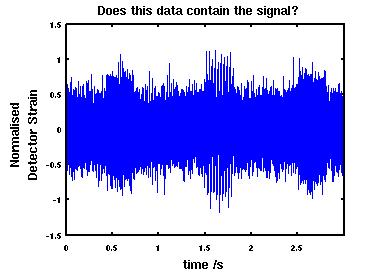 Does this data contain the signal?
Normalised
Detector Strain
1.5
1
0.5
0
-0.5
-1
-1.5
0 0.5 1 1.5 2 2.5
time /s